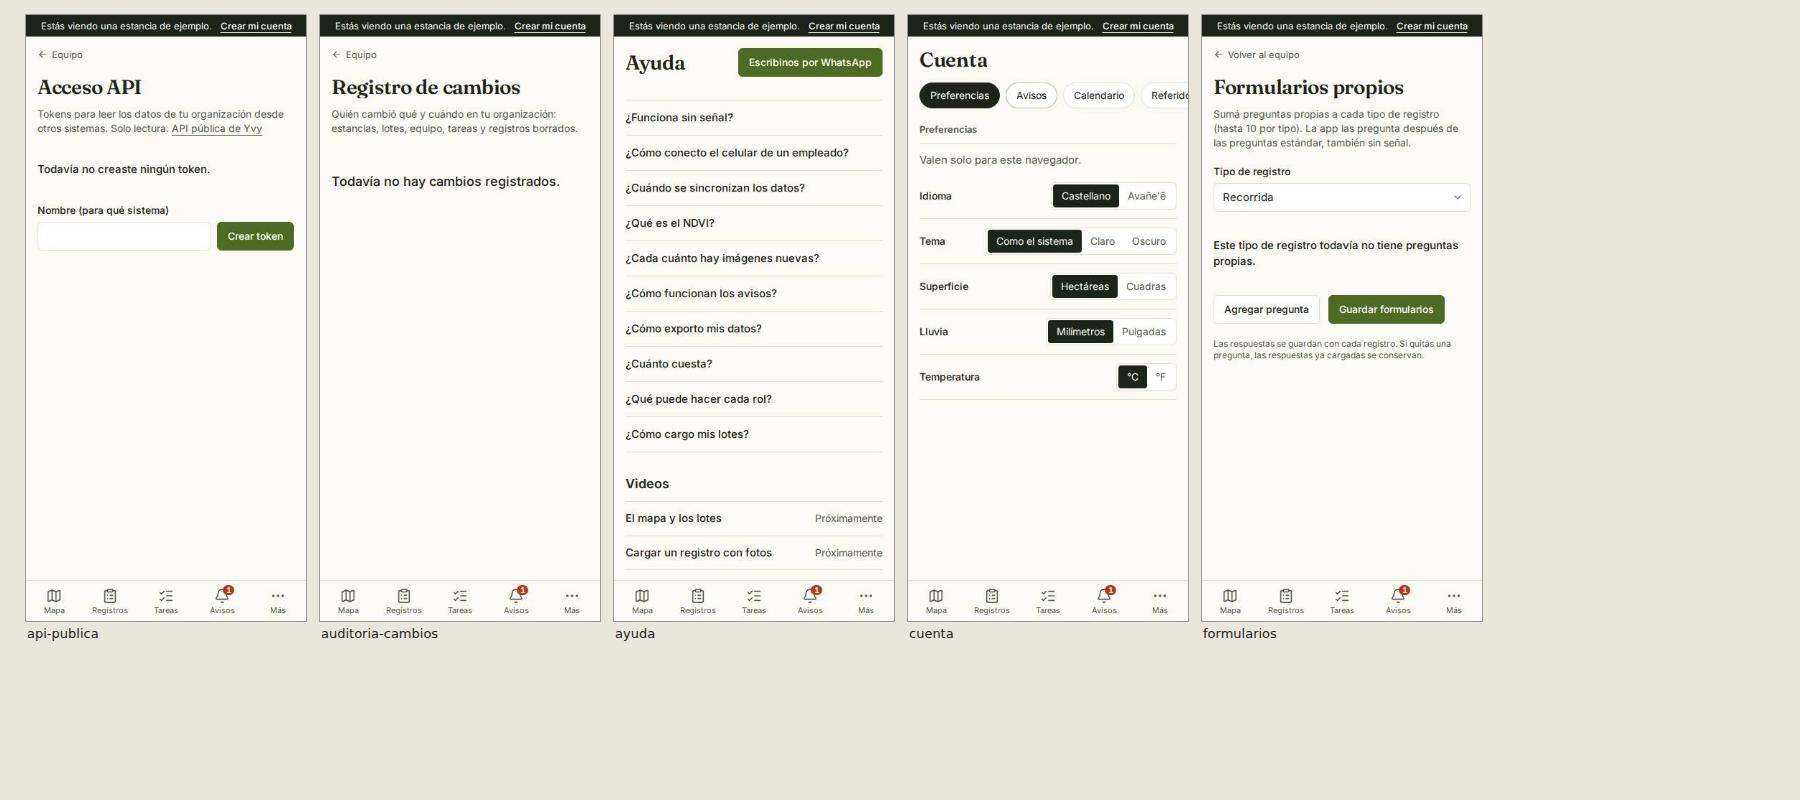 Estás viendo una estancia de ejemplo. Crear mi cuenta
← Equipo
Acceso API
Tokens para leer los datos de tu organización desde
otros sistemas. Solo lectura. API pública de Yvy
Todavía no creaste ningún token.
Nombre (para qué sistema)
Crear token
Mapa Registros Tareas Avisos 1 Más
api-publica
Estás viendo una estancia de ejemplo. Crear mi cuenta
← Equipo
Registro de cambios
Quién cambió qué y cuándo en tu organización:
estancias, lotes, equipo, tareas y registros borrados.
Todavía no hay cambios registrados.
Mapa Registros Tareas Avisos 1 Más
auditoria-cambios
Estás viendo una estancia de ejemplo. Crear mi cuenta
Ayuda Escribinos por WhatsApp
¿Funciona sin señal?
¿Cómo conecto el celular de un empleado?
¿Cuándo se sincronizan los datos?
¿Qué es el NDVI?
¿Cada cuánto hay imágenes nuevas?
¿Cómo funcionan los avisos?
¿Cómo exporto mis datos?
¿Cuánto cuesta?
¿Qué puede hacer cada rol?
¿Cómo cargo mis lotes?
Videos
El mapa y los lotes Próximamente
Cargar un registro con fotos Próximamente
Mapa Registros Tareas Avisos 1 Más
ayuda
Estás viendo una estancia de ejemplo. Crear mi cuenta
Cuenta
Preferencias Avisos Calendario Referido
Preferencias
Valen solo para este navegador.
Idioma Castellano Avañe'ẽ
Tema Como el sistema Claro Oscuro
Superficie Hectáreas Cuadras
Lluvia Milímetros Pulgadas
Temperatura °C °F
Mapa Registros Tareas Avisos 1 Más
cuenta
Estás viendo una estancia de ejemplo. Crear mi cuenta
← Volver al equipo
Formularios propios
Sumá preguntas propias a cada tipo de registro
(hasta 10 por tipo). La app las pregunta después de
las preguntas estándar, también sin señal.
Tipo de registro
Recorrida
Este tipo de registro todavía no tiene preguntas
propias.
Agregar pregunta Guardar formularios
Las respuestas se guardan con cada registro. Si quitás una
pregunta, las respuestas ya cargadas se conservan.
Mapa Registros Tareas Avisos 1 Más
formularios